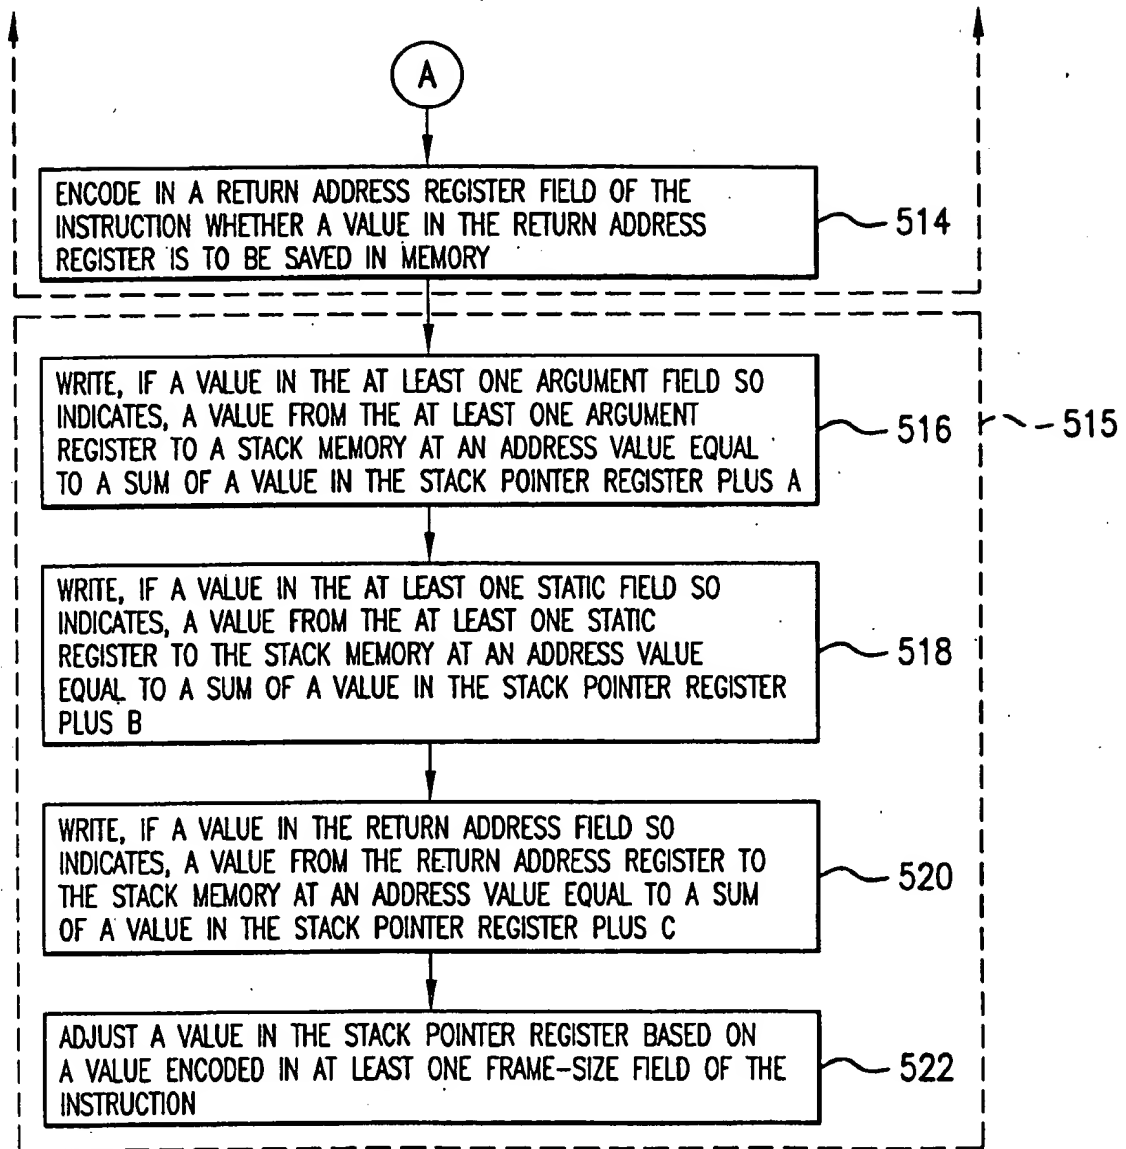 A
ENCODE IN A RETURN ADDRESS REGISTER FIELD OF THE
INSTRUCTION WHETHER A VALUE IN THE RETURN ADDRESS
REGISTER IS TO BE SAVED IN MEMORY
514
WRITE, IF A VALUE IN THE AT LEAST ONE ARGUMENT FIELD SO
INDICATES, A VALUE FROM THE AT LEAST ONE ARGUMENT
REGISTER TO A STACK MEMORY AT AN ADDRESS VALUE EQUAL
TO A SUM OF A VALUE IN THE STACK POINTER REGISTER PLUS A
516
515
WRITE, IF A VALUE IN THE AT LEAST ONE STATIC FIELD SO
INDICATES, A VALUE FROM THE AT LEAST ONE STATIC
REGISTER TO THE STACK MEMORY AT AN ADDRESS VALUE
EQUAL TO A SUM OF A VALUE IN THE STACK POINTER REGISTER
PLUS B
518
WRITE, IF A VALUE IN THE RETURN ADDRESS FIELD SO
INDICATES, A VALUE FROM THE RETURN ADDRESS REGISTER TO
THE STACK MEMORY AT AN ADDRESS VALUE EQUAL TO A SUM
OF A VALUE IN THE STACK POINTER REGISTER PLUS C
520
ADJUST A VALUE IN THE STACK POINTER REGISTER BASED ON
A VALUE ENCODED IN AT LEAST ONE FRAME-SIZE FIELD OF THE
INSTRUCTION
522